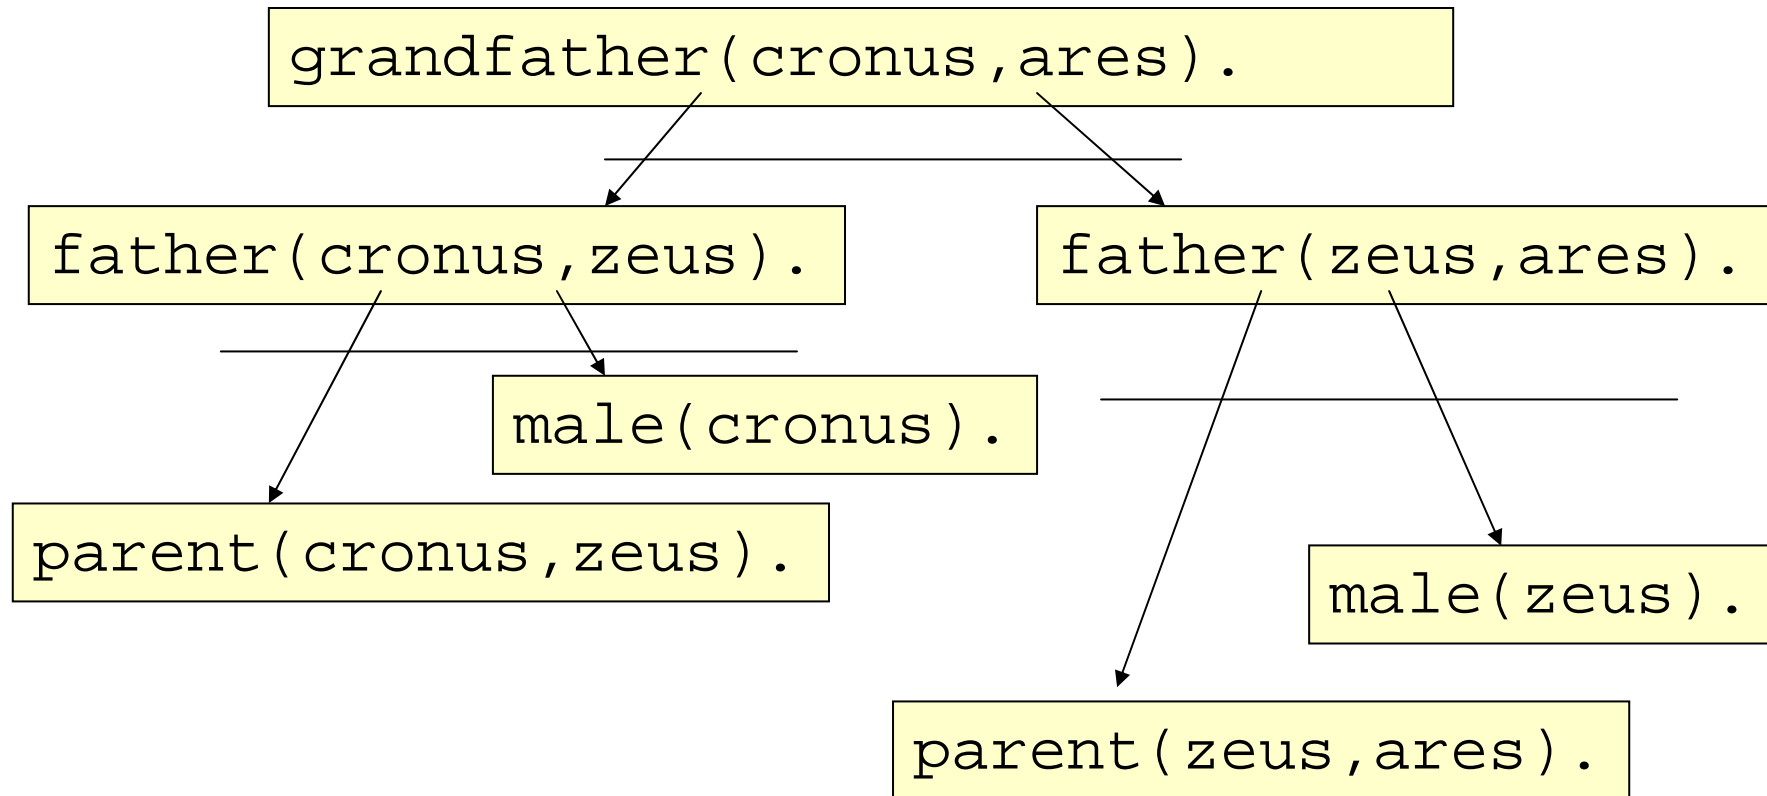 grandfather(cronus,ares).
father(cronus,zeus).
father(zeus,ares).
male(cronus).
parent(cronus,zeus).
male(zeus).
parent(zeus,ares).